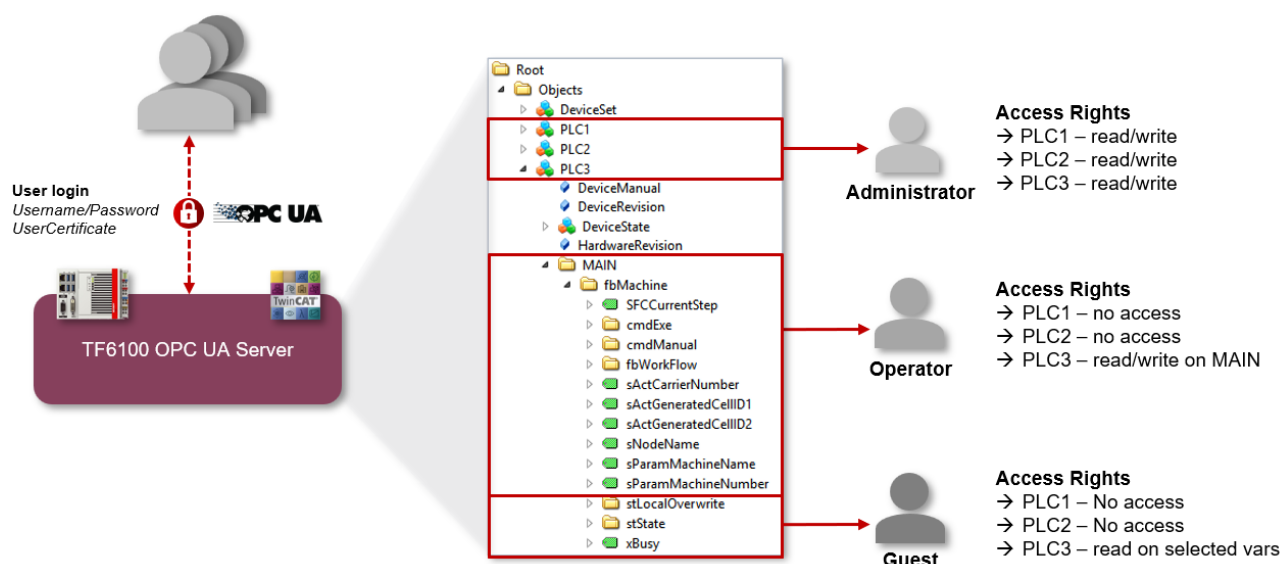 User login
Username/Password
UserCertificate
OPC UA
TwinCAT
TF6100 OPC UA Server
Root
Objects
DeviceSet
PLC1
PLC2
PLC3
DeviceManual
DeviceRevision
DeviceState
HardwareRevision
MAIN
fbMachine
SFCCurrentStep
cmdExe
cmdManual
fbWorkFlow
sActCarrierNumber
sActGeneratedCellID1
sActGeneratedCellID2
sNodeName
sParamMachineName
sParamMachineNumber
stLocalOverwrite
stState
xBusy
Administrator
Access Rights
→ PLC1 – read/write
→ PLC2 – read/write
→ PLC3 – read/write
Operator
Access Rights
→ PLC1 – no access
→ PLC2 – no access
→ PLC3 – read/write on MAIN
Guest
Access Rights
→ PLC1 – No access
→ PLC2 – No access
→ PLC3 – read on selected vars